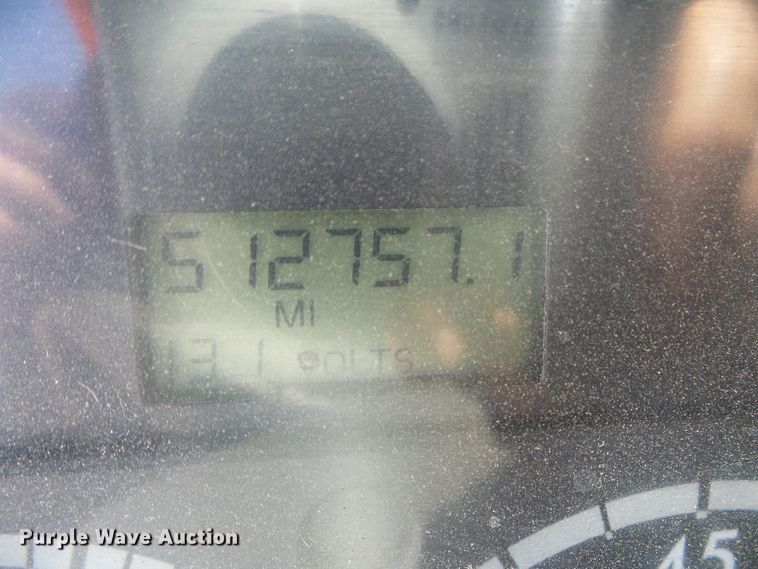 512757.1
MI
13.1 VOLTS
45
Purple Wave Auction